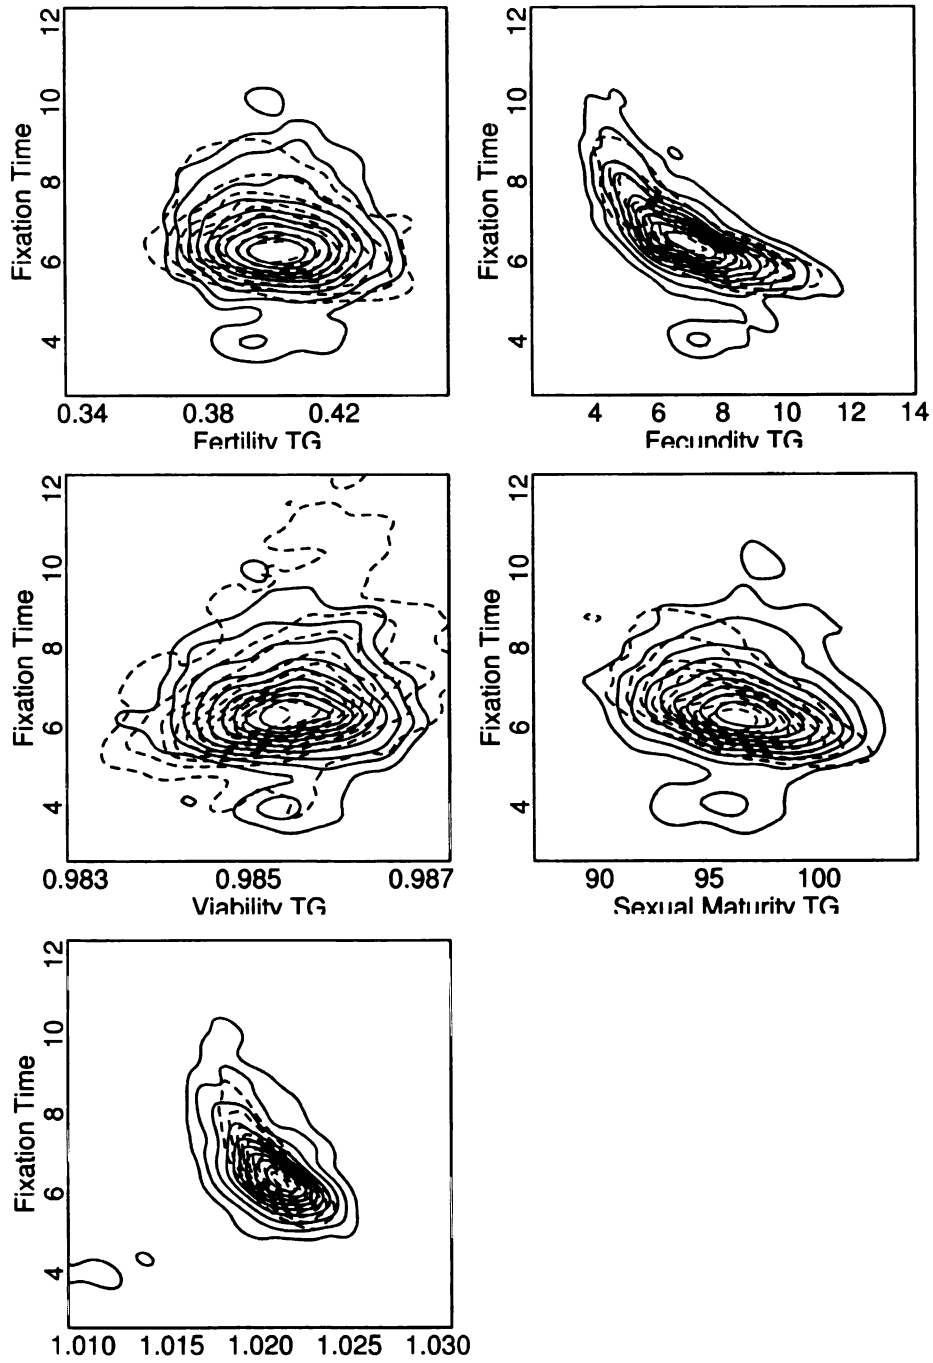 12
10
8
6
4
Fixation Time
0.34 0.38 0.42
Fertility TG
12
10
8
6
4
Fixation Time
4 6 8 10 12 14
Fecundity TG
12
10
8
6
4
Fixation Time
0.983 0.985 0.987
Viability TG
12
10
8
6
4
Fixation Time
90 95 100
Sexual Maturity TG
12
10
8
6
4
Fixation Time
1.010 1.015 1.020 1.025 1.030